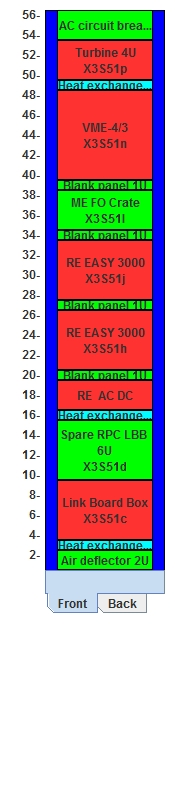 56-
AC circuit brea...
54-
52-
Turbine 4U
X3S51p
50-
Heat exchange...
48-
46-
VME-4/3
X3S51n
44-
42-
40-
Blank panel 1U
38-
ME FO Crate
X3S51l
36-
34-
Blank panel 1U
32-
RE EASY 3000
X3S51j
30-
28-
Blank panel 1U
26-
24-
RE EASY 3000
X3S51h
22-
20-
Blank panel 1U
18-
RE AC DC
16-
Heat exchange...
14-
Spare RPC LBB
6U
X3S51d
12-
10-
8-
Link Board Box
X3S51c
6-
4-
Heat exchange...
2-
Air deflector 2U
Front Back